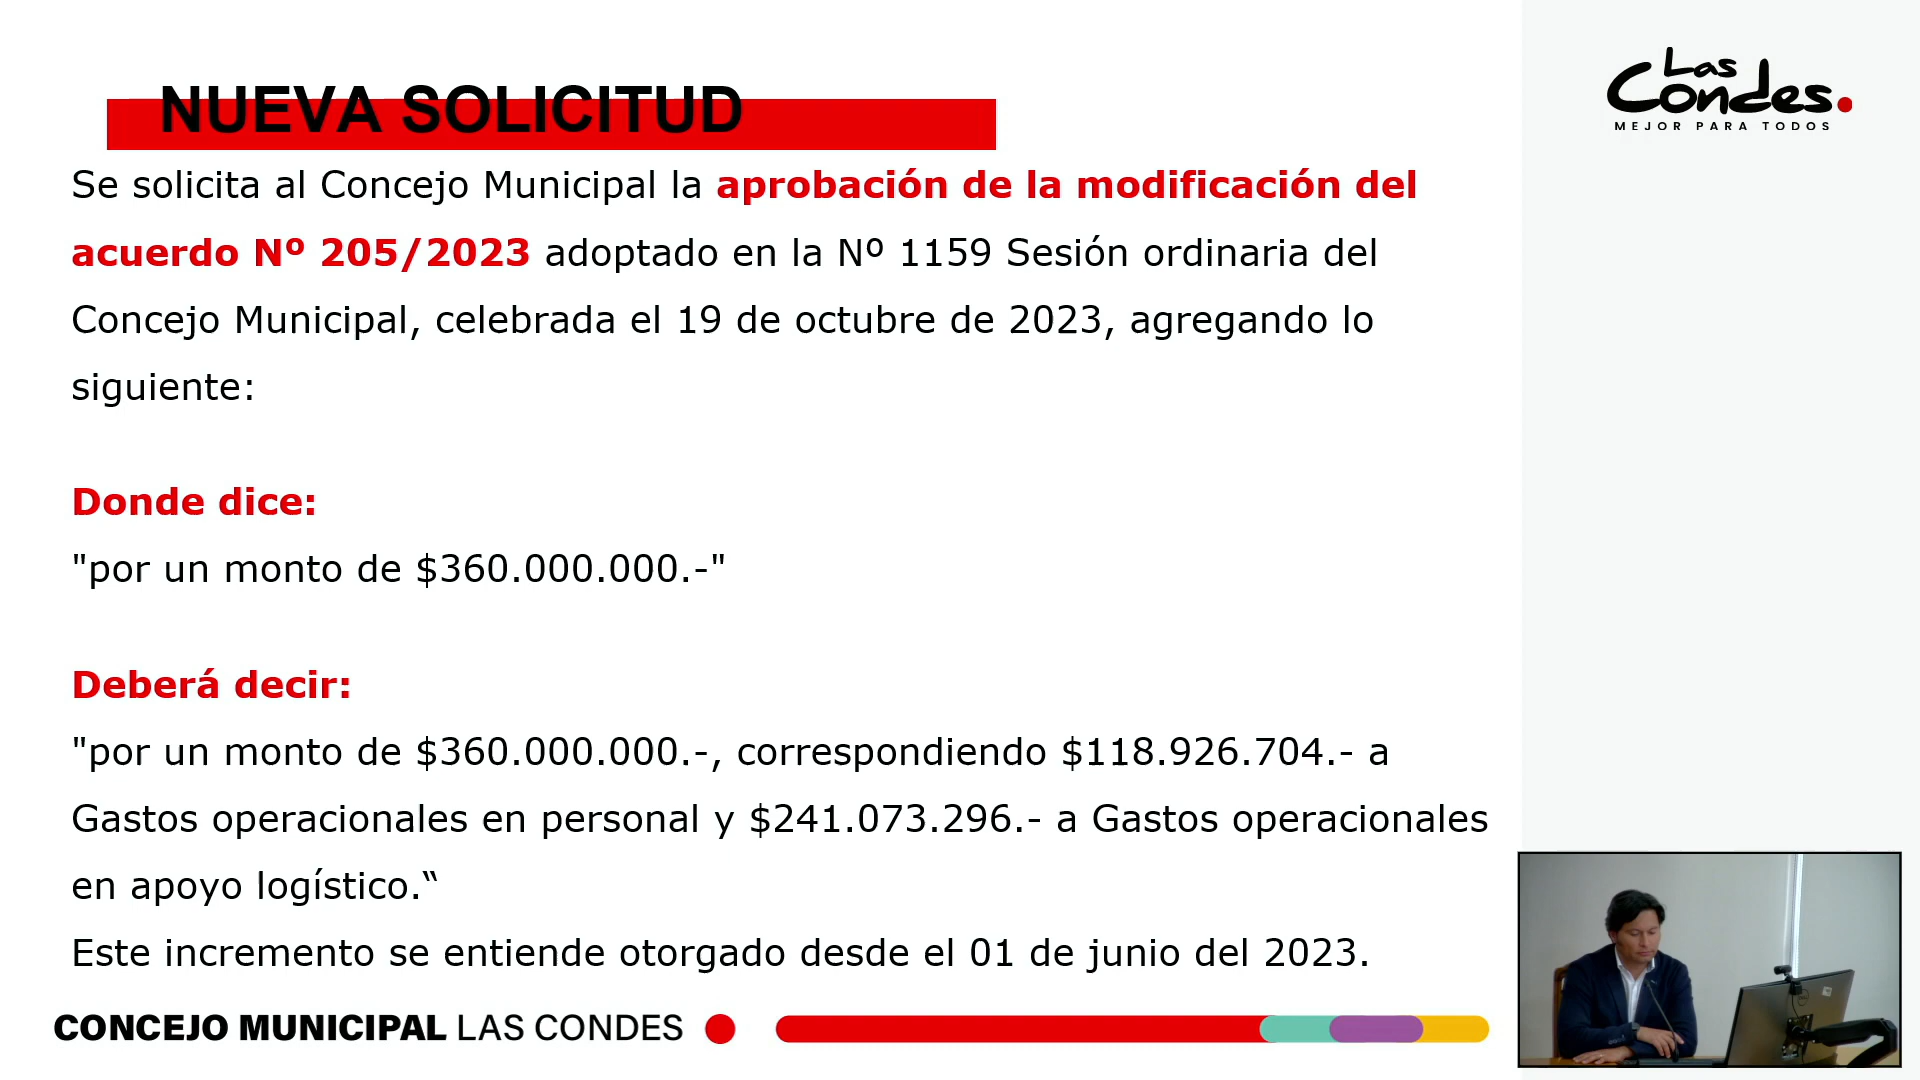 NUEVA SOLICITUD
Las
Condes.
MEJOR PARA TODOS
Se solicita al Concejo Municipal la aprobación de la modificación del
acuerdo Nº 205/2023 adoptado en la Nº 1159 Sesión ordinaria del
Concejo Municipal, celebrada el 19 de octubre de 2023, agregando lo
siguiente:
Donde dice:
"por un monto de $360.000.000.-"
Deberá decir:
"por un monto de $360.000.000.-, correspondiendo $118.926.704.- a
Gastos operacionales en personal y $241.073.296.- a Gastos operacionales
en apoyo logístico.“
Este incremento se entiende otorgado desde el 01 de junio del 2023.
CONCEJO MUNICIPAL LAS CONDES